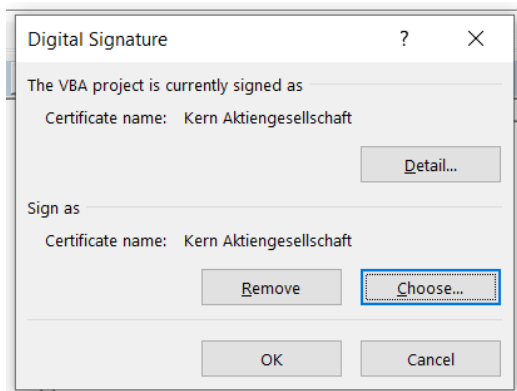 Digital Signature ? X
The VBA project is currently signed as
Certificate name: Kern Aktiengesellschaft
Detail...
Sign as
Certificate name: Kern Aktiengesellschaft
Remove Choose...
OK Cancel